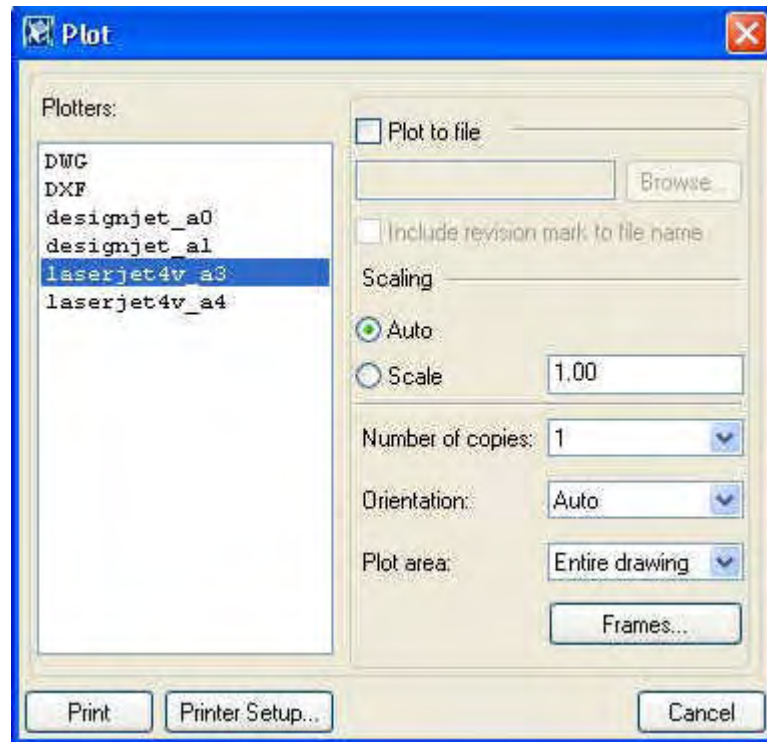 Plot
Plotters:
DWG
DXF
designjet_a0
designjet_a1
laserjet4v_a3
laserjet4v_a4
Plot to file
Browse...
Include revision mark to file name
Scaling
Auto
Scale
1.00
Number of copies:
1
Orientation:
Auto
Plot area:
Entire drawing
Frames...
Print
Printer Setup...
Cancel